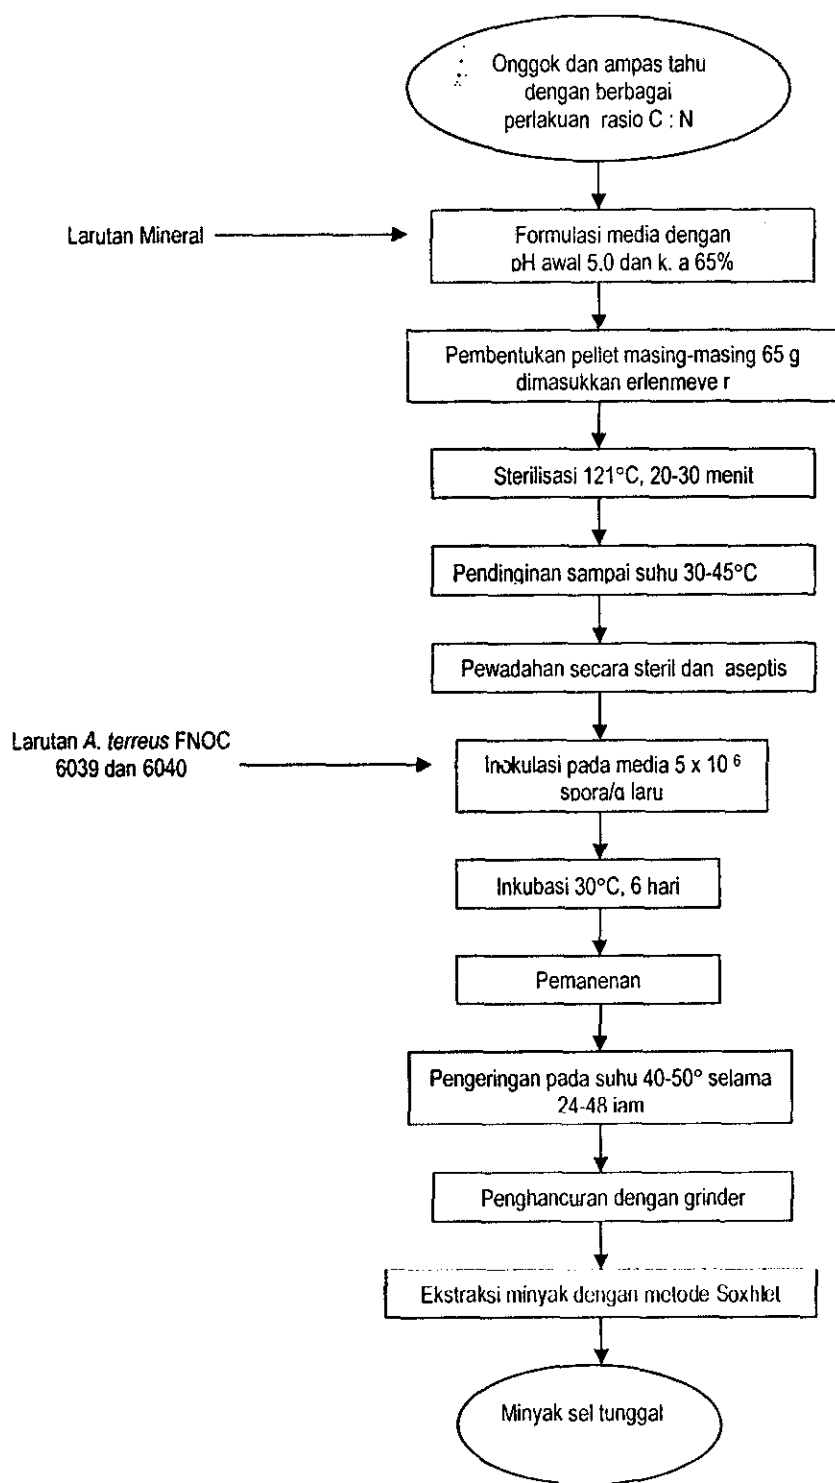 Onggok dan ampas tahu
dengan berbagai
perlakuan rasio C : N
Larutan Mineral
Formulasi media dengan
pH awal 5.0 dan k. a 65%
Pembentukan pellet masing-masing 65 g
dimasukkan erlenmeye r
Sterilisasi 121°C, 20-30 menit
Pendinginan sampai suhu 30-45°C
Pewadahan secara steril dan aseptis
Larutan A. terreus FNOC
6039 dan 6040
Inokulasi pada media 5 x 10 ⁶
spora/g laru
Inkubasi 30°C, 6 hari
Pemanenan
Pengeringan pada suhu 40-50° selama
24-48 jam
Penghancuran dengan grinder
Ekstraksi minyak dengan metode Soxhlet
Minyak sel tunggal